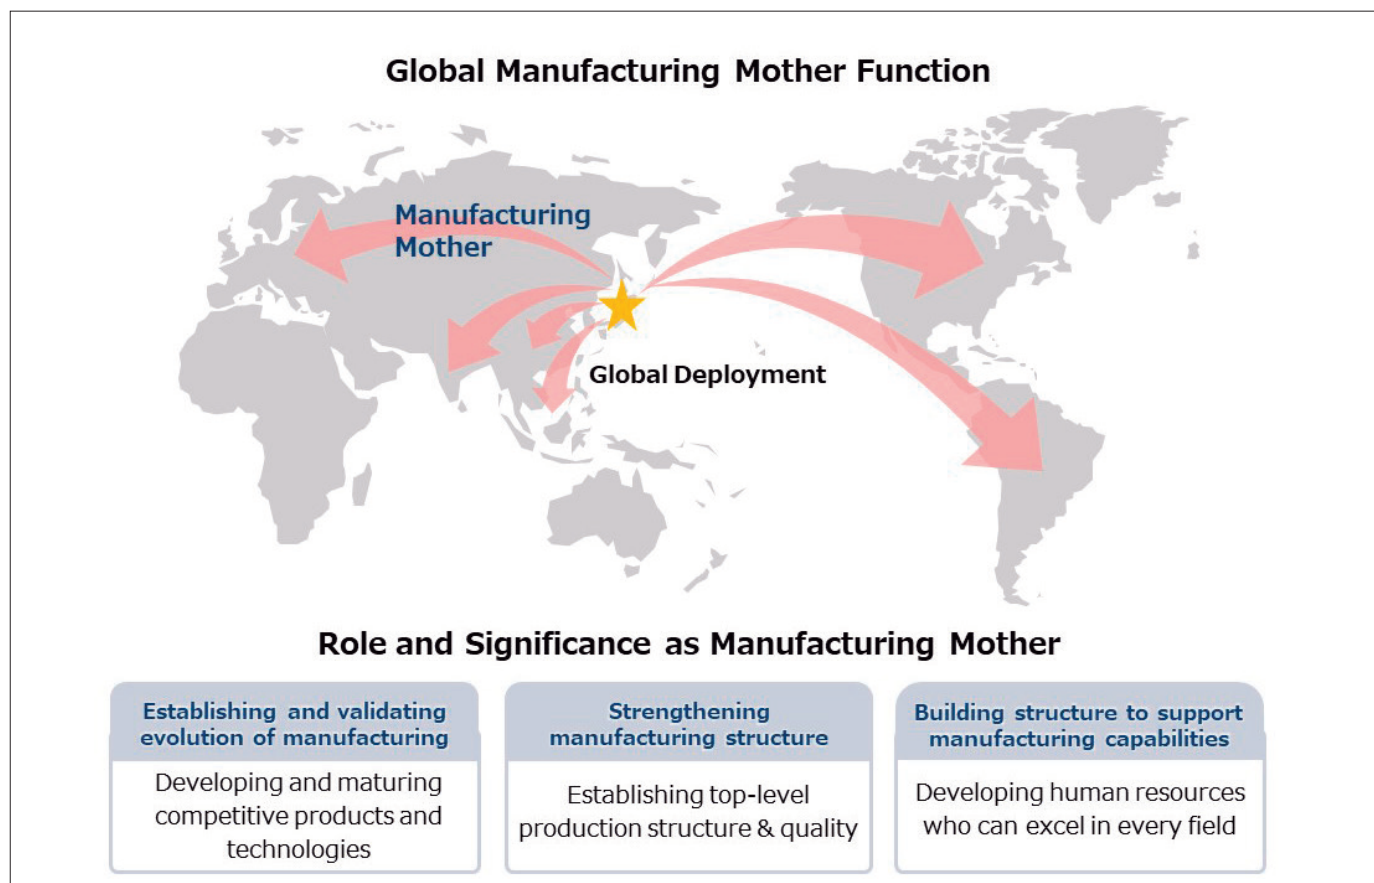 Global Manufacturing Mother Function
Manufacturing
Mother
Global Deployment
Role and Significance as Manufacturing Mother
Establishing and validating
evolution of manufacturing
Developing and maturing
competitive products and
technologies
Strengthening
manufacturing structure
Establishing top-level
production structure & quality
Building structure to support
manufacturing capabilities
Developing human resources
who can excel in every field